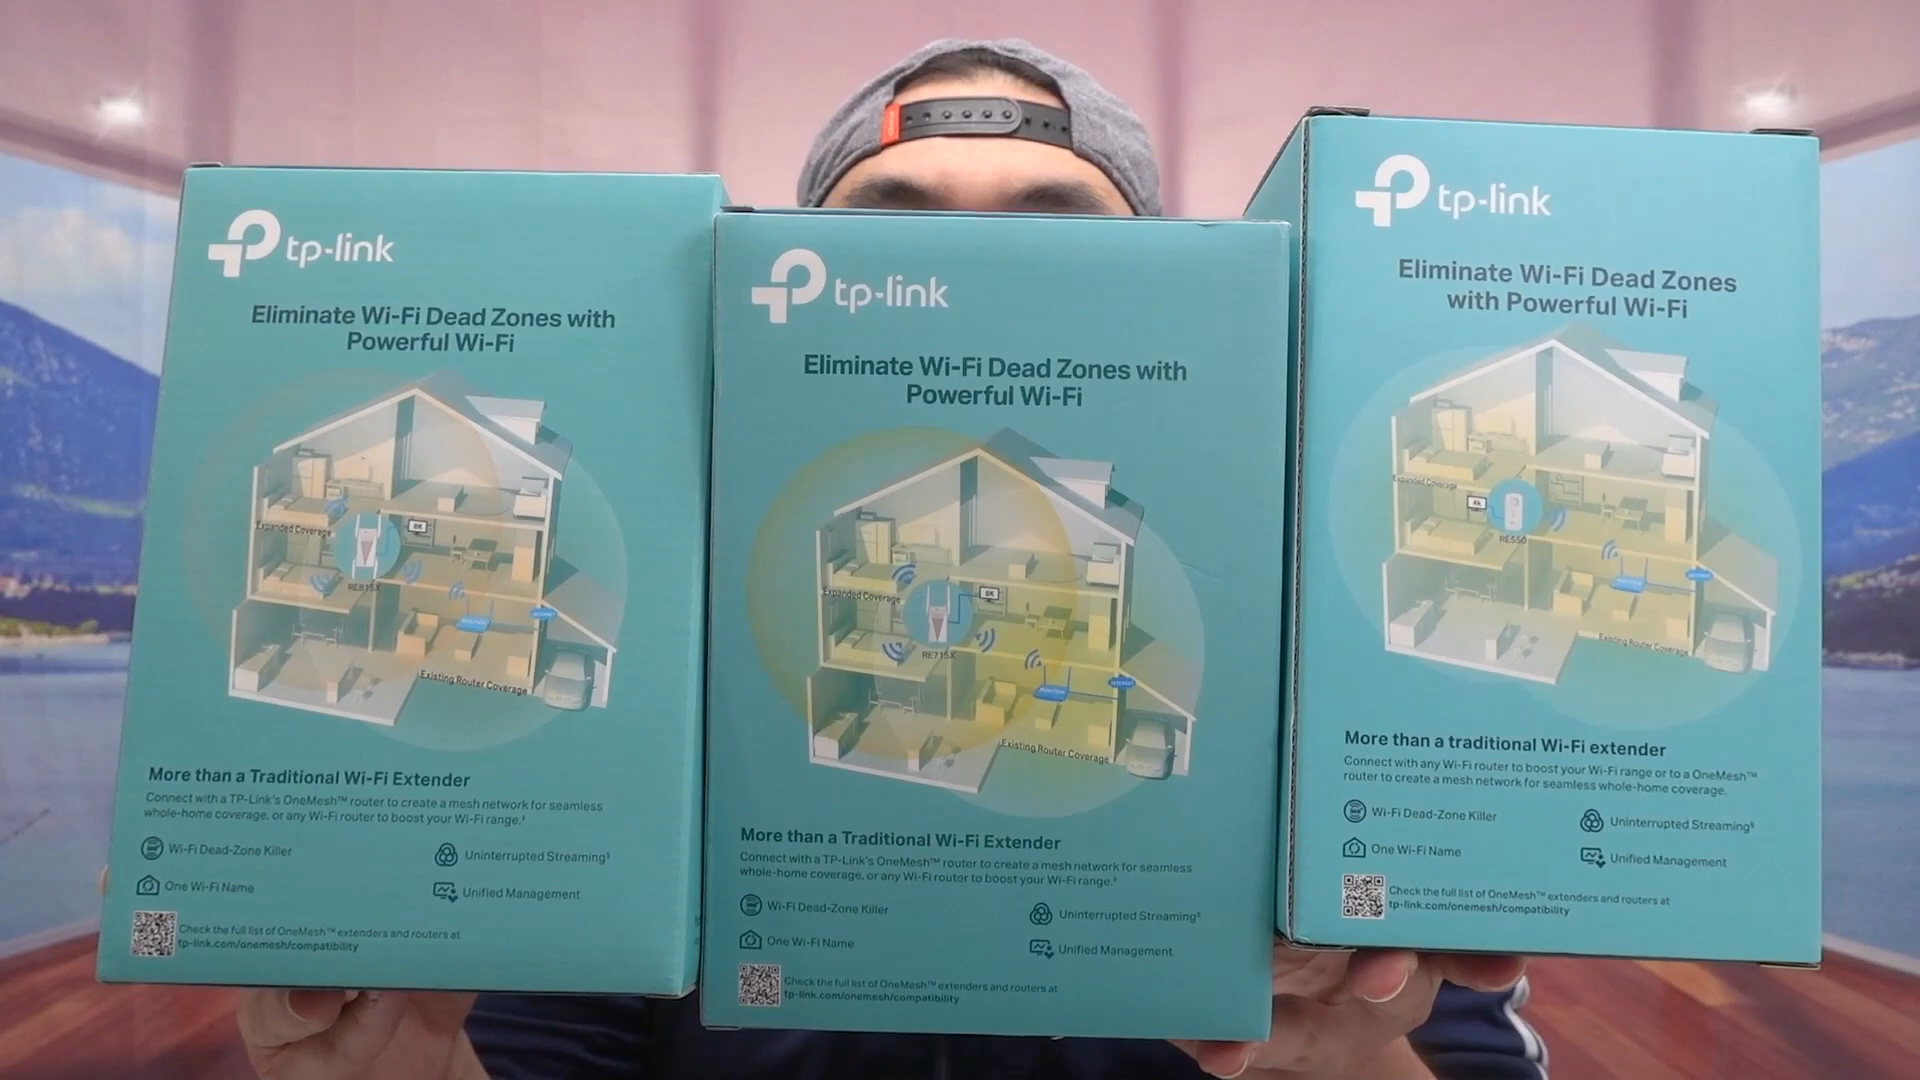 tp-link
Eliminate Wi-Fi Dead Zones with
Powerful Wi-Fi
8K
Expanded Coverage
RE815X
ROUTER
INTERNET
Existing Router Coverage
More than a Traditional Wi-Fi Extender
Connect with a TP-Link's OneMesh™ router to create a mesh network for seamless
whole-home coverage, or any Wi-Fi router to boost your Wi-Fi range.‡
Wi-Fi Dead-Zone Killer
Uninterrupted Streaming§
One Wi-Fi Name
Unified Management
Check the full list of OneMesh™ extenders and routers at
tp-link.com/onemesh/compatibility
tp-link
Eliminate Wi-Fi Dead Zones with
Powerful Wi-Fi
8K
Expanded Coverage
RE715X
ROUTER
INTERNET
Existing Router Coverage
More than a Traditional Wi-Fi Extender
Connect with a TP-Link's OneMesh™ router to create a mesh network for seamless
whole-home coverage, or any Wi-Fi router to boost your Wi-Fi range.‡
Wi-Fi Dead-Zone Killer
Uninterrupted Streaming§
One Wi-Fi Name
Unified Management
Check the full list of OneMesh™ extenders and routers at
tp-link.com/onemesh/compatibility
tp-link
Eliminate Wi-Fi Dead Zones
with Powerful Wi-Fi
Expanded Coverage
4k
RE550
ROUTER
INTERNET
Existing Router Coverage
More than a traditional Wi-Fi extender
Connect with any Wi-Fi router to boost your Wi-Fi range or to a OneMesh™
router to create a mesh network for seamless whole-home coverage.
Wi-Fi Dead-Zone Killer
Uninterrupted Streaming§
One Wi-Fi Name
Unified Management
Check the full list of OneMesh™ extenders and routers at
tp-link.com/onemesh/compatibility